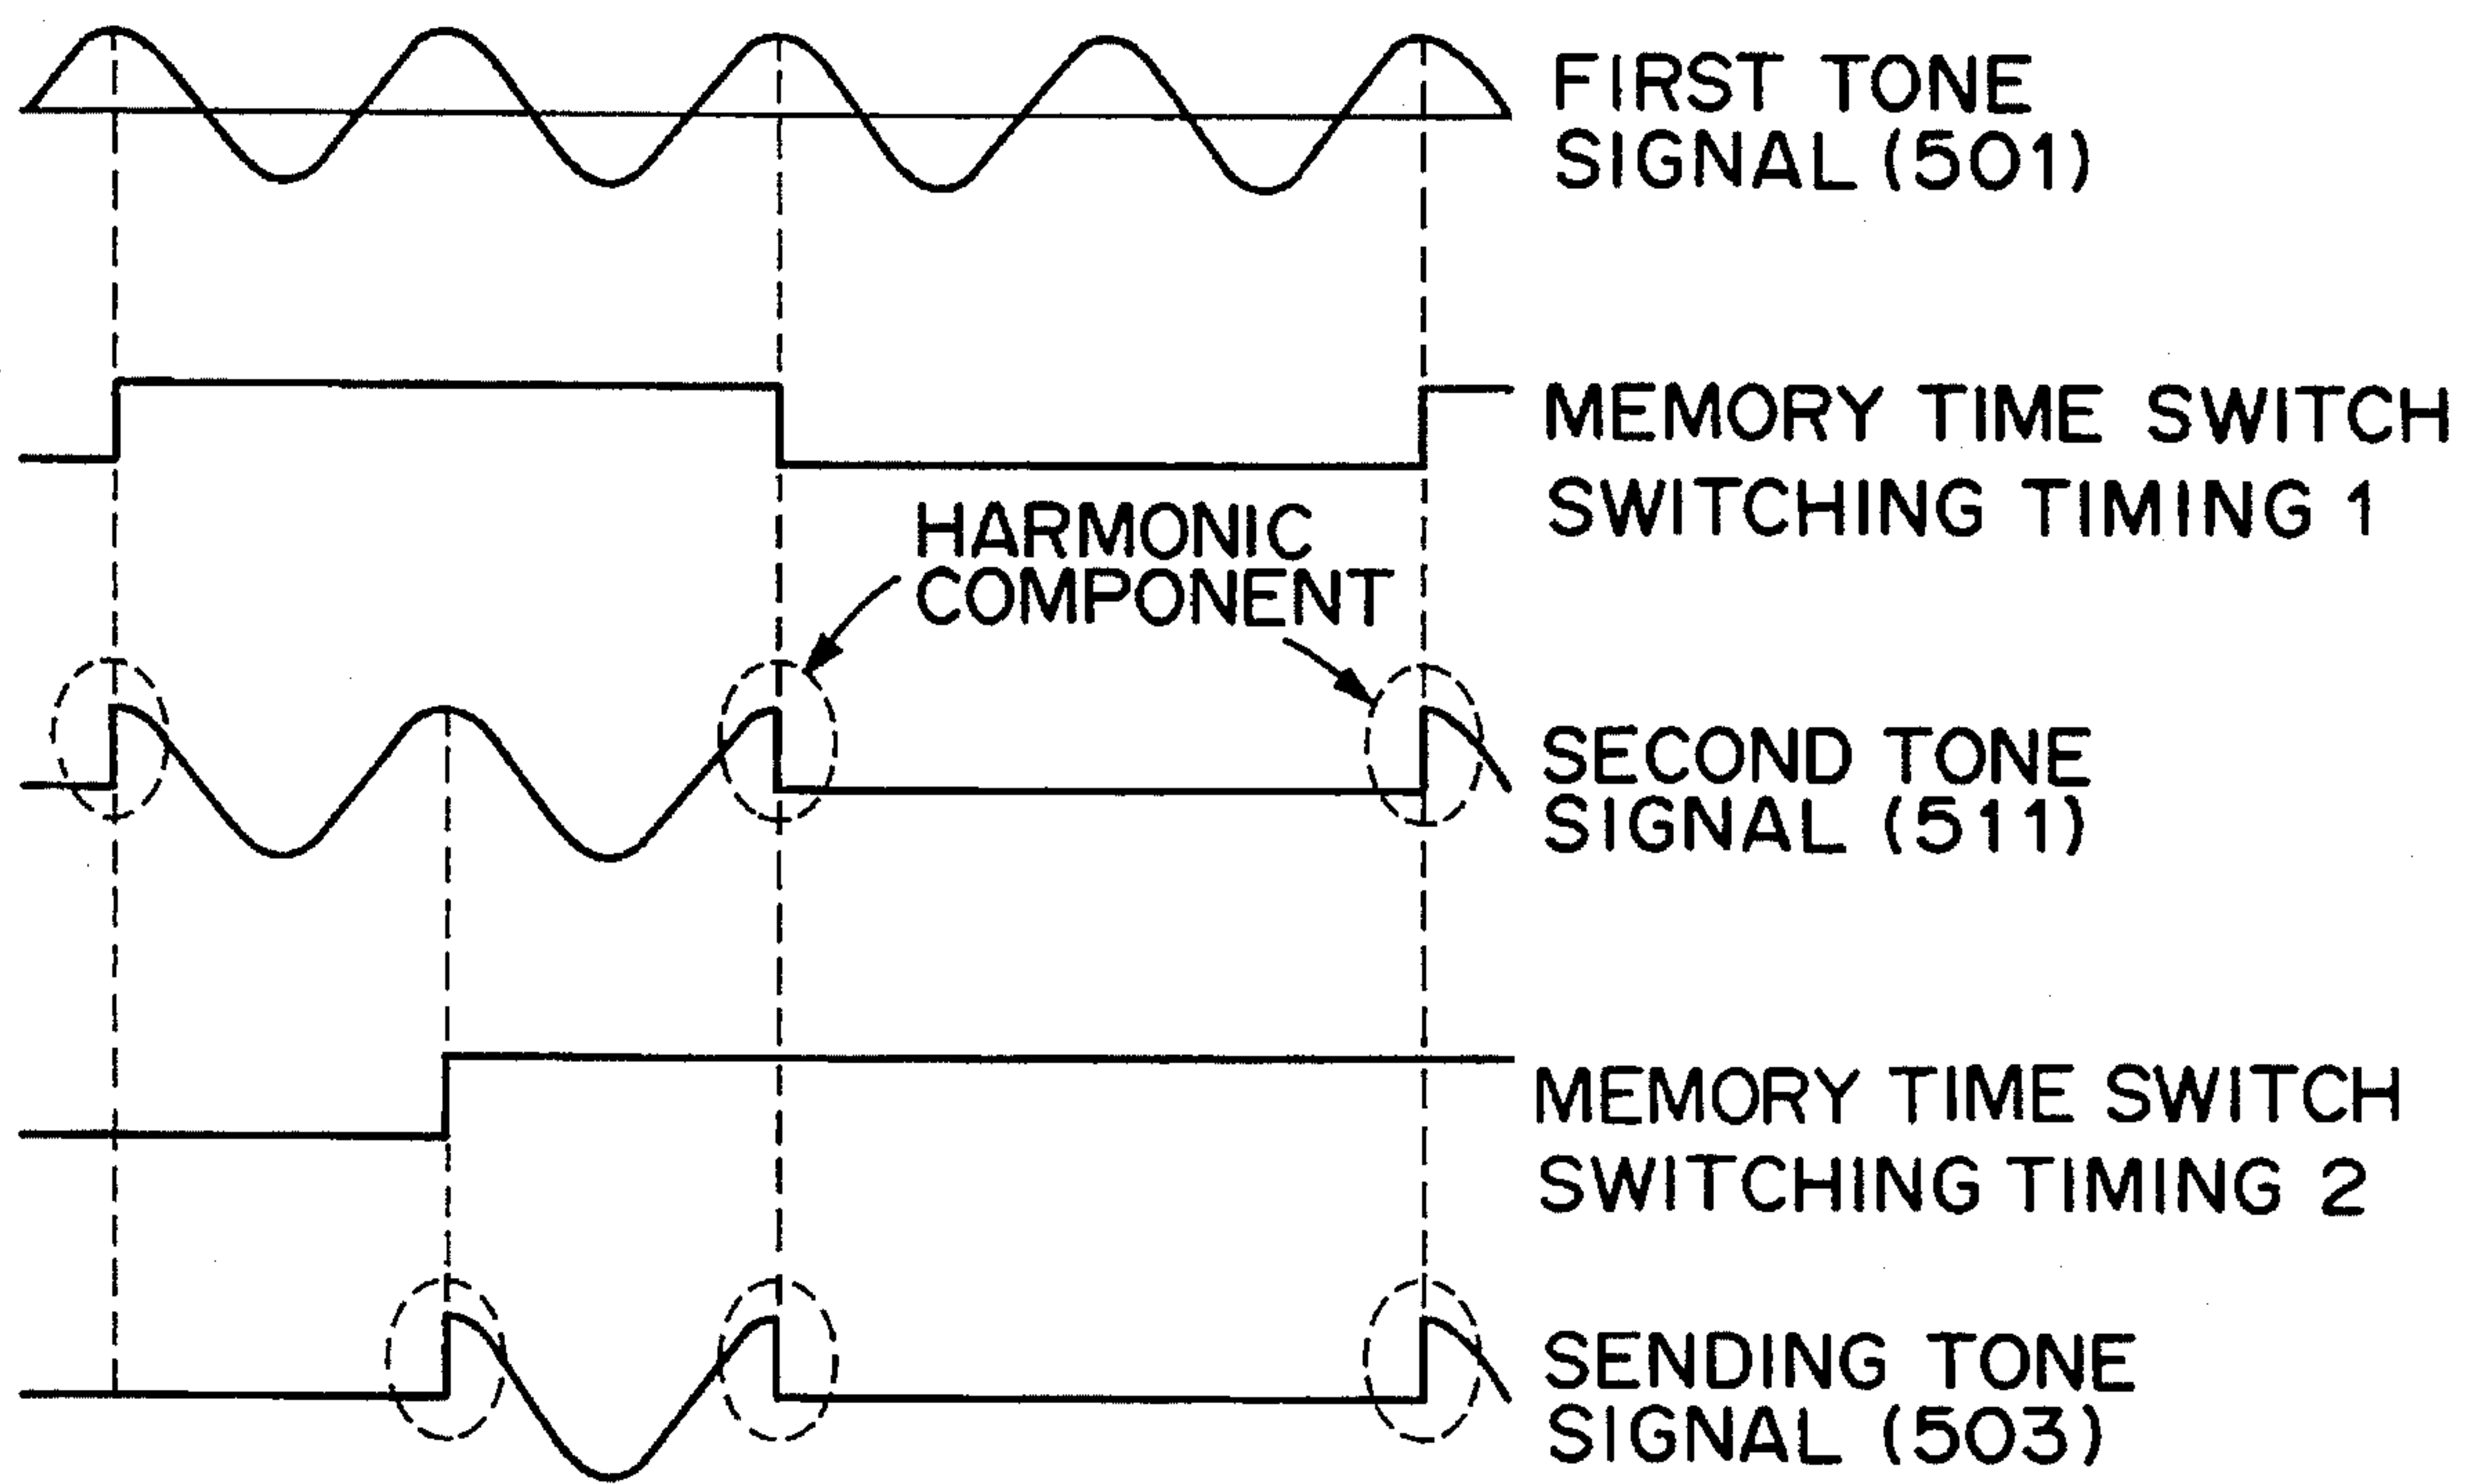 FIRST TONE
SIGNAL (501)
MEMORY TIME SWITCH
SWITCHING TIMING 1
HARMONIC
COMPONENT
SECOND TONE
SIGNAL (511)
MEMORY TIME SWITCH
SWITCHING TIMING 2
SENDING TONE
SIGNAL (503)